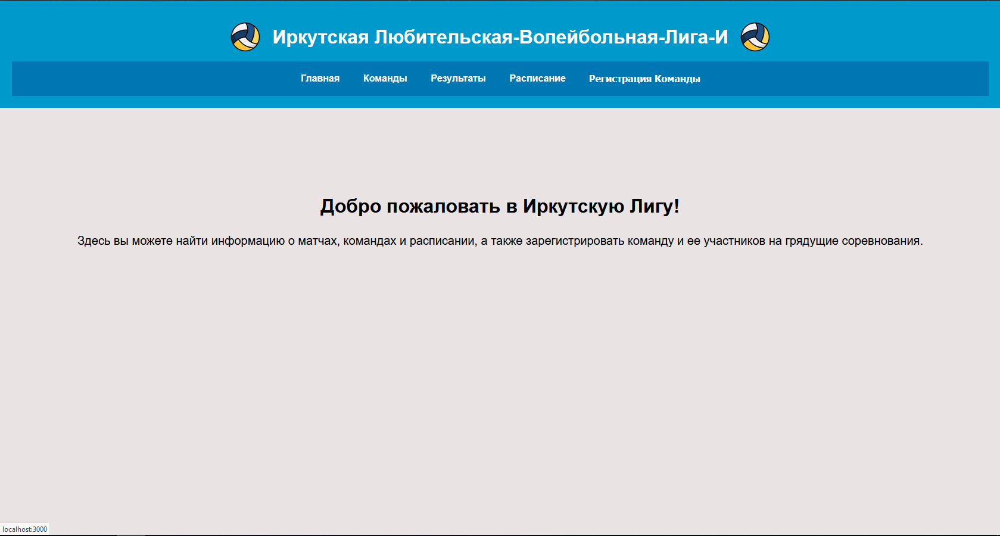 Иркутская Любительская-Волейбольная-Лига-И
Главная Команды Результаты Расписание Регистрация Команды
Добро пожаловать в Иркутскую Лигу!
Здесь вы можете найти информацию о матчах, командах и расписании, а также зарегистрировать команду и ее участников на грядущие соревнования.
localhost:3000